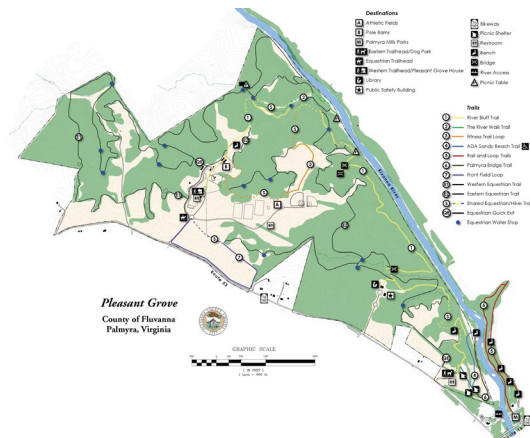 Destinations
Athletic Fields
Pole Barns
Palmyra Mills Parks
Eastern Trailhead/Dog Park
Equestrian Trailhead
Western Trailhead/Pleasant Grove House
Library
Public Safety Building
Bikeway
Picnic Shelter
Restroom
Bench
Bridge
River Access
Picnic Table
Trails
River Bluff Trail
The River Walk Trail
Fitness Trail Loop
ADA Sandy Beach Trail
Rail and Loop Trails
Palmyra Bridge Trail
Front Field Loop
Western Equestrian Trail
Eastern Equestrian Trail
Shared Equestrian/Hiker Trai
Equestrian Quick Exit
Equestrian Water Stop
Rivanna River
Route 53
Pleasant Grove
County of Fluvanna
Palmyra, Virginia
GRAPHIC SCALE
( IN FEET )